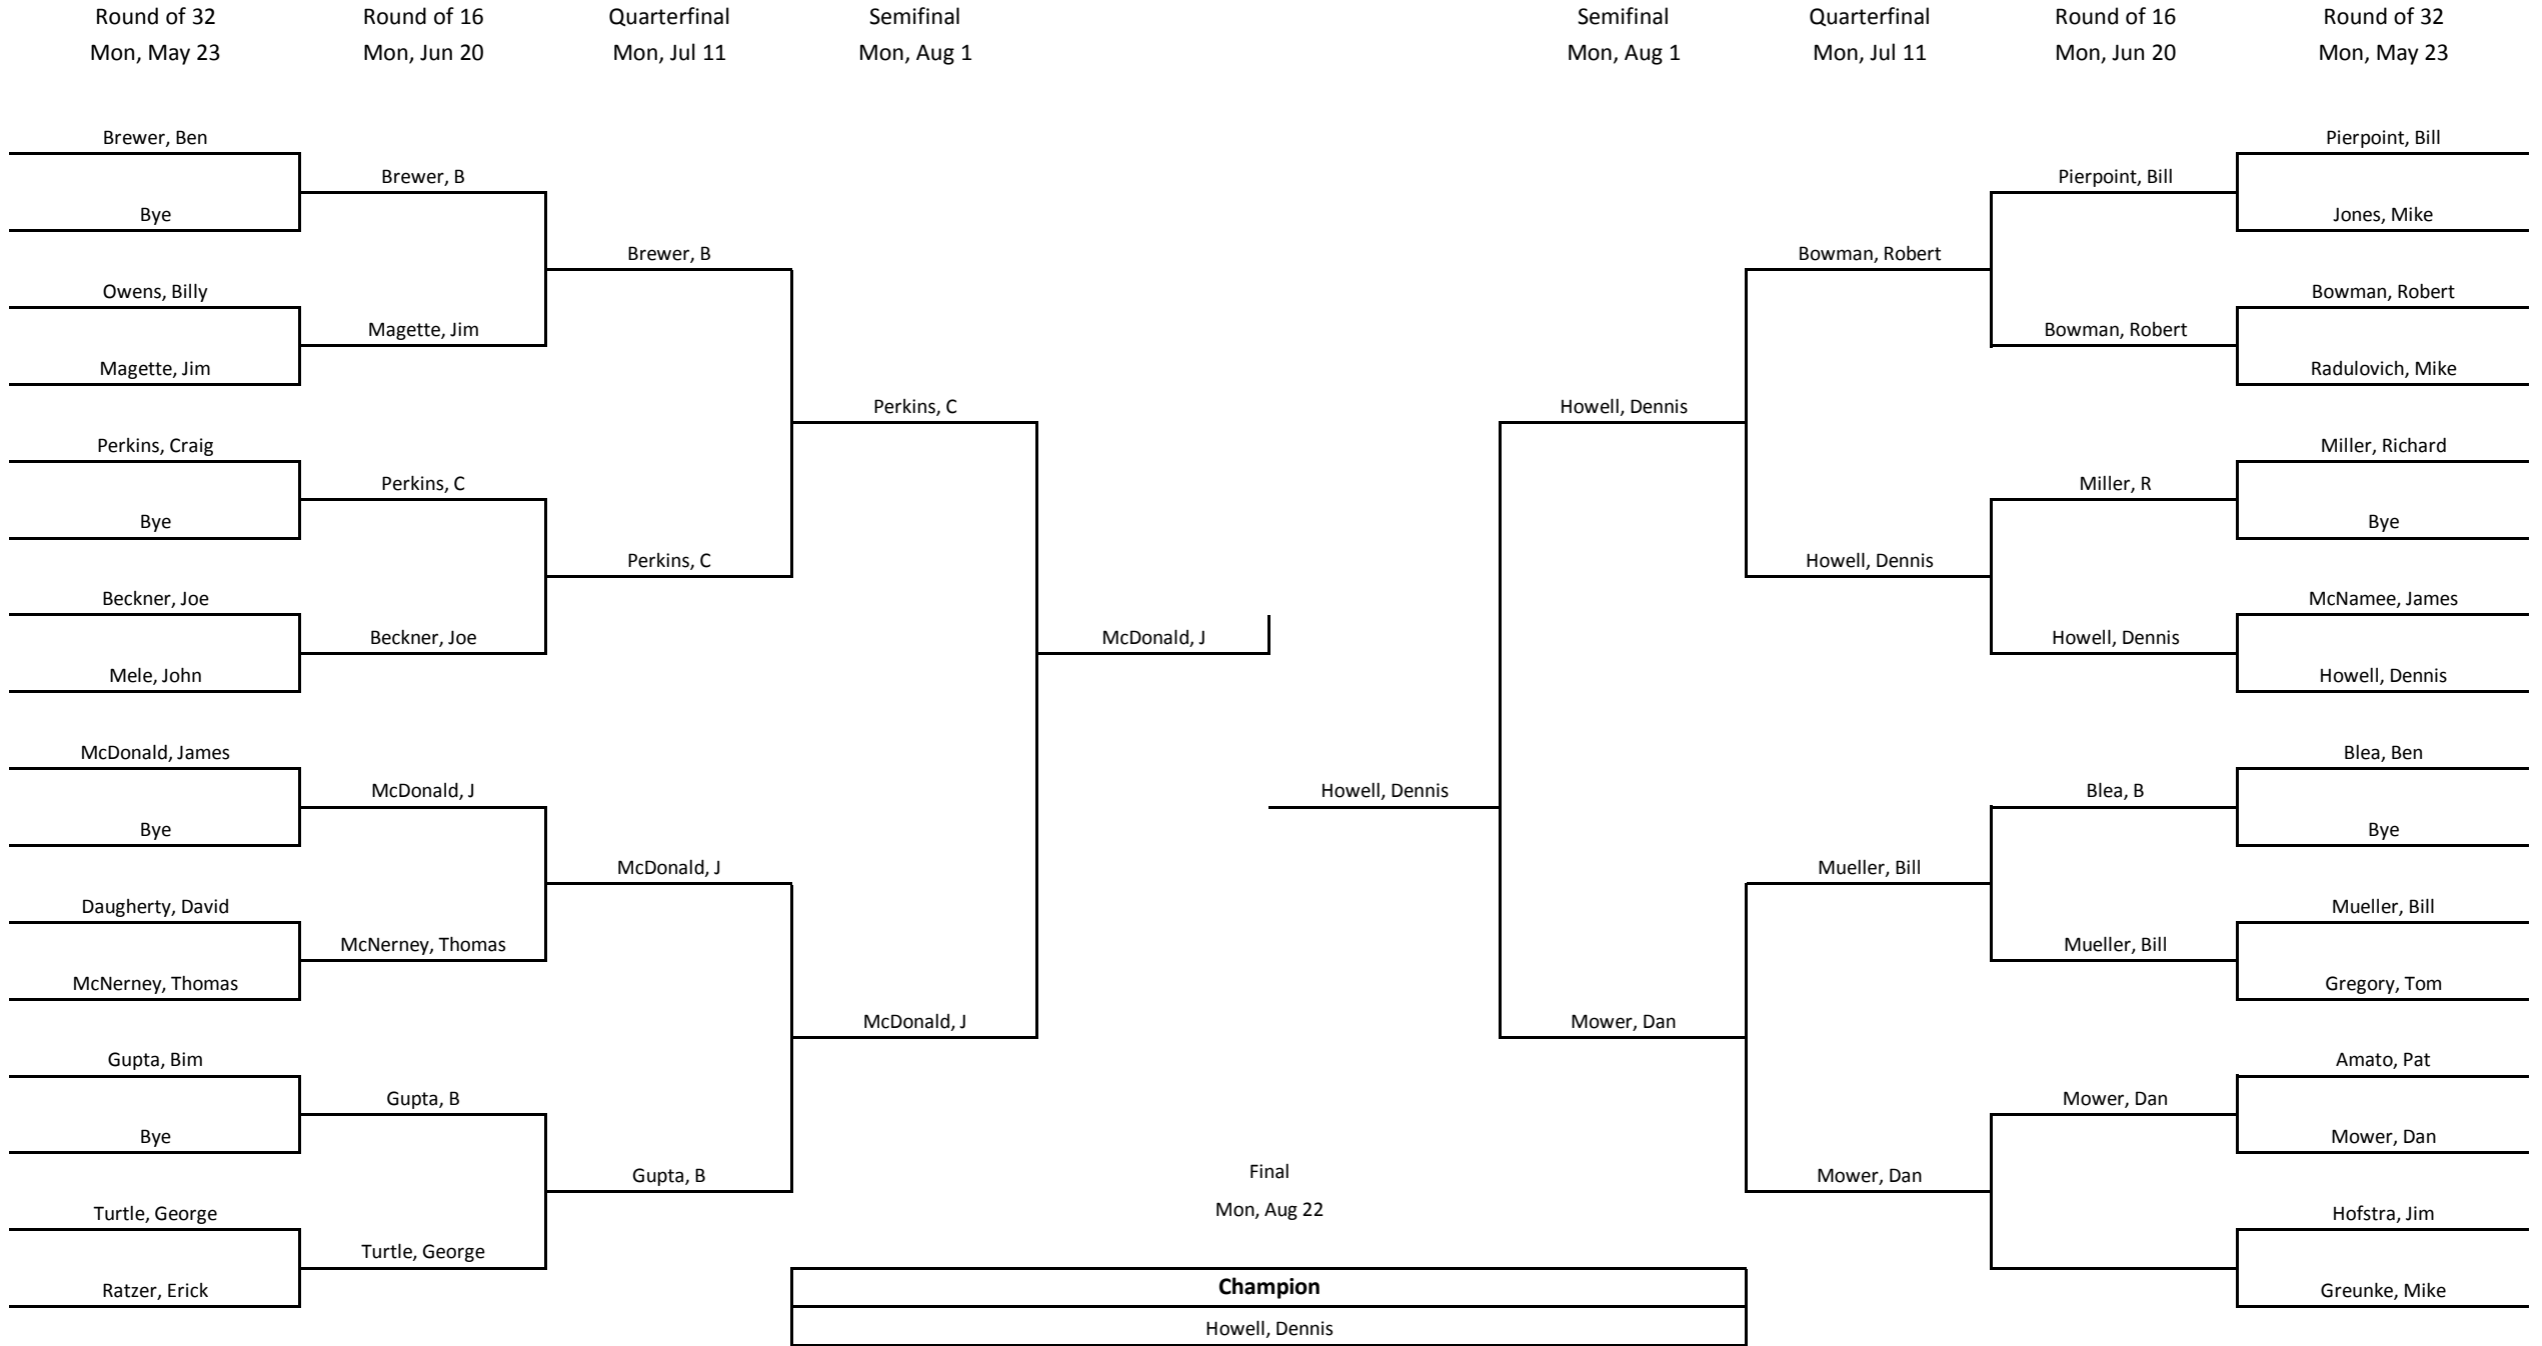 Round of 32
Mon, May 23
Round of 16
Mon, Jun 20
Quarterfinal
Mon, Jul 11
Semifinal
Mon, Aug 1
Semifinal
Mon, Aug 1
Quarterfinal
Mon, Jul 11
Round of 16
Mon, Jun 20
Round of 32
Mon, May 23
Brewer, Ben
Bye
Owens, Billy
Magette, Jim
Perkins, Craig
Bye
Beckner, Joe
Mele, John
McDonald, James
Bye
Daugherty, David
McNerney, Thomas
Gupta, Bim
Bye
Turtle, George
Ratzer, Erick
Brewer, B
Magette, Jim
Perkins, C
Beckner, Joe
McDonald, J
McNerney, Thomas
Gupta, B
Turtle, George
Brewer, B
Perkins, C
McDonald, J
Gupta, B
Perkins, C
McDonald, J
McDonald, J
Howell, Dennis
Howell, Dennis
Mower, Dan
Bowman, Robert
Howell, Dennis
Mueller, Bill
Mower, Dan
Pierpoint, Bill
Bowman, Robert
Miller, R
Howell, Dennis
Blea, B
Mueller, Bill
Mower, Dan
Pierpoint, Bill
Jones, Mike
Bowman, Robert
Radulovich, Mike
Miller, Richard
Bye
McNamee, James
Howell, Dennis
Blea, Ben
Bye
Mueller, Bill
Gregory, Tom
Amato, Pat
Mower, Dan
Hofstra, Jim
Greunke, Mike
Final
Mon, Aug 22
Champion
Howell, Dennis